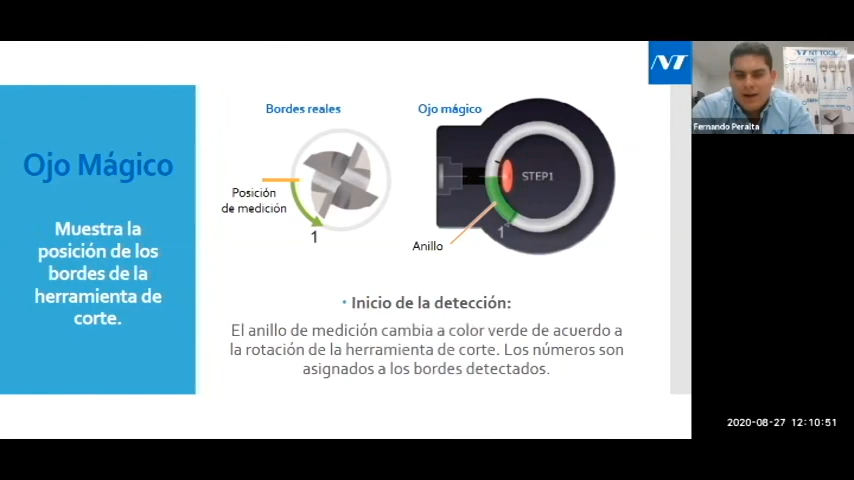 Ojo Mágico
Muestra la
posición de los
bordes de la
herramienta de
corte.
Bordes reales
Posición
de medición
1
Ojo mágico
STEP1
1
Anillo
• Inicio de la detección:
El anillo de medición cambia a color verde de acuerdo a
la rotación de la herramienta de corte. Los números son
asignados a los bordes detectados.
NT
NT TOOL
Fernando Peralta
2020-08-27 12:10:51